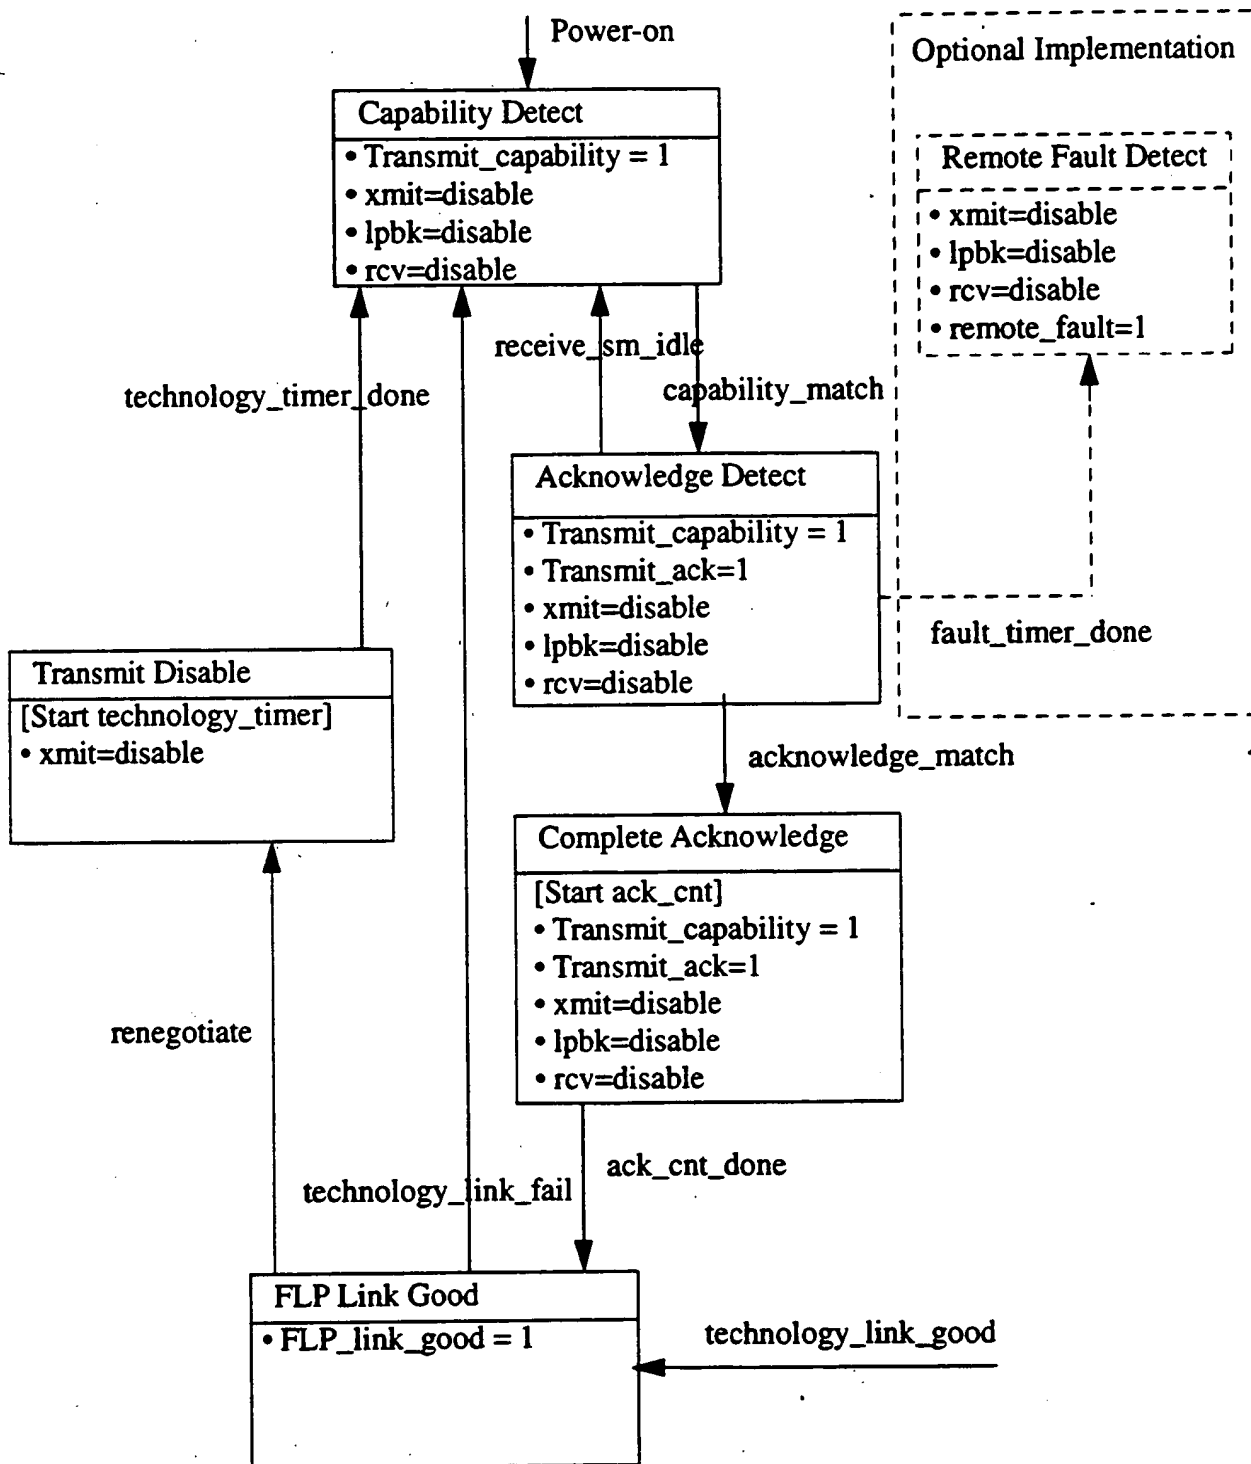 Power-on
Optional Implementation
Capability Detect
• Transmit_capability = 1
• xmit=disable
• lpbk=disable
• rcv=disable
Remote Fault Detect
• xmit=disable
• lpbk=disable
• rcv=disable
• remote_fault=1
receive_sm_idle
technology_timer_done
capability_match
Acknowledge Detect
• Transmit_capability = 1
• Transmit_ack=1
• xmit=disable
• lpbk=disable
• rcv=disable
fault_timer_done
Transmit Disable
[Start technology_timer]
• xmit=disable
acknowledge_match
Complete Acknowledge
[Start ack_cnt]
• Transmit_capability = 1
• Transmit_ack=1
• xmit=disable
• lpbk=disable
• rcv=disable
renegotiate
ack_cnt_done
technology_link_fail
FLP Link Good
• FLP_link_good = 1
technology_link_good